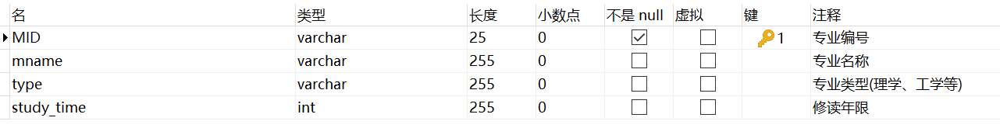 名 类型 长度 小数点 不是 null 虚拟 键 注释
MID varchar 25 0 1 专业编号
mname varchar 255 0 专业名称
type varchar 255 0 专业类型(理学、工学等)
study_time int 255 0 修读年限